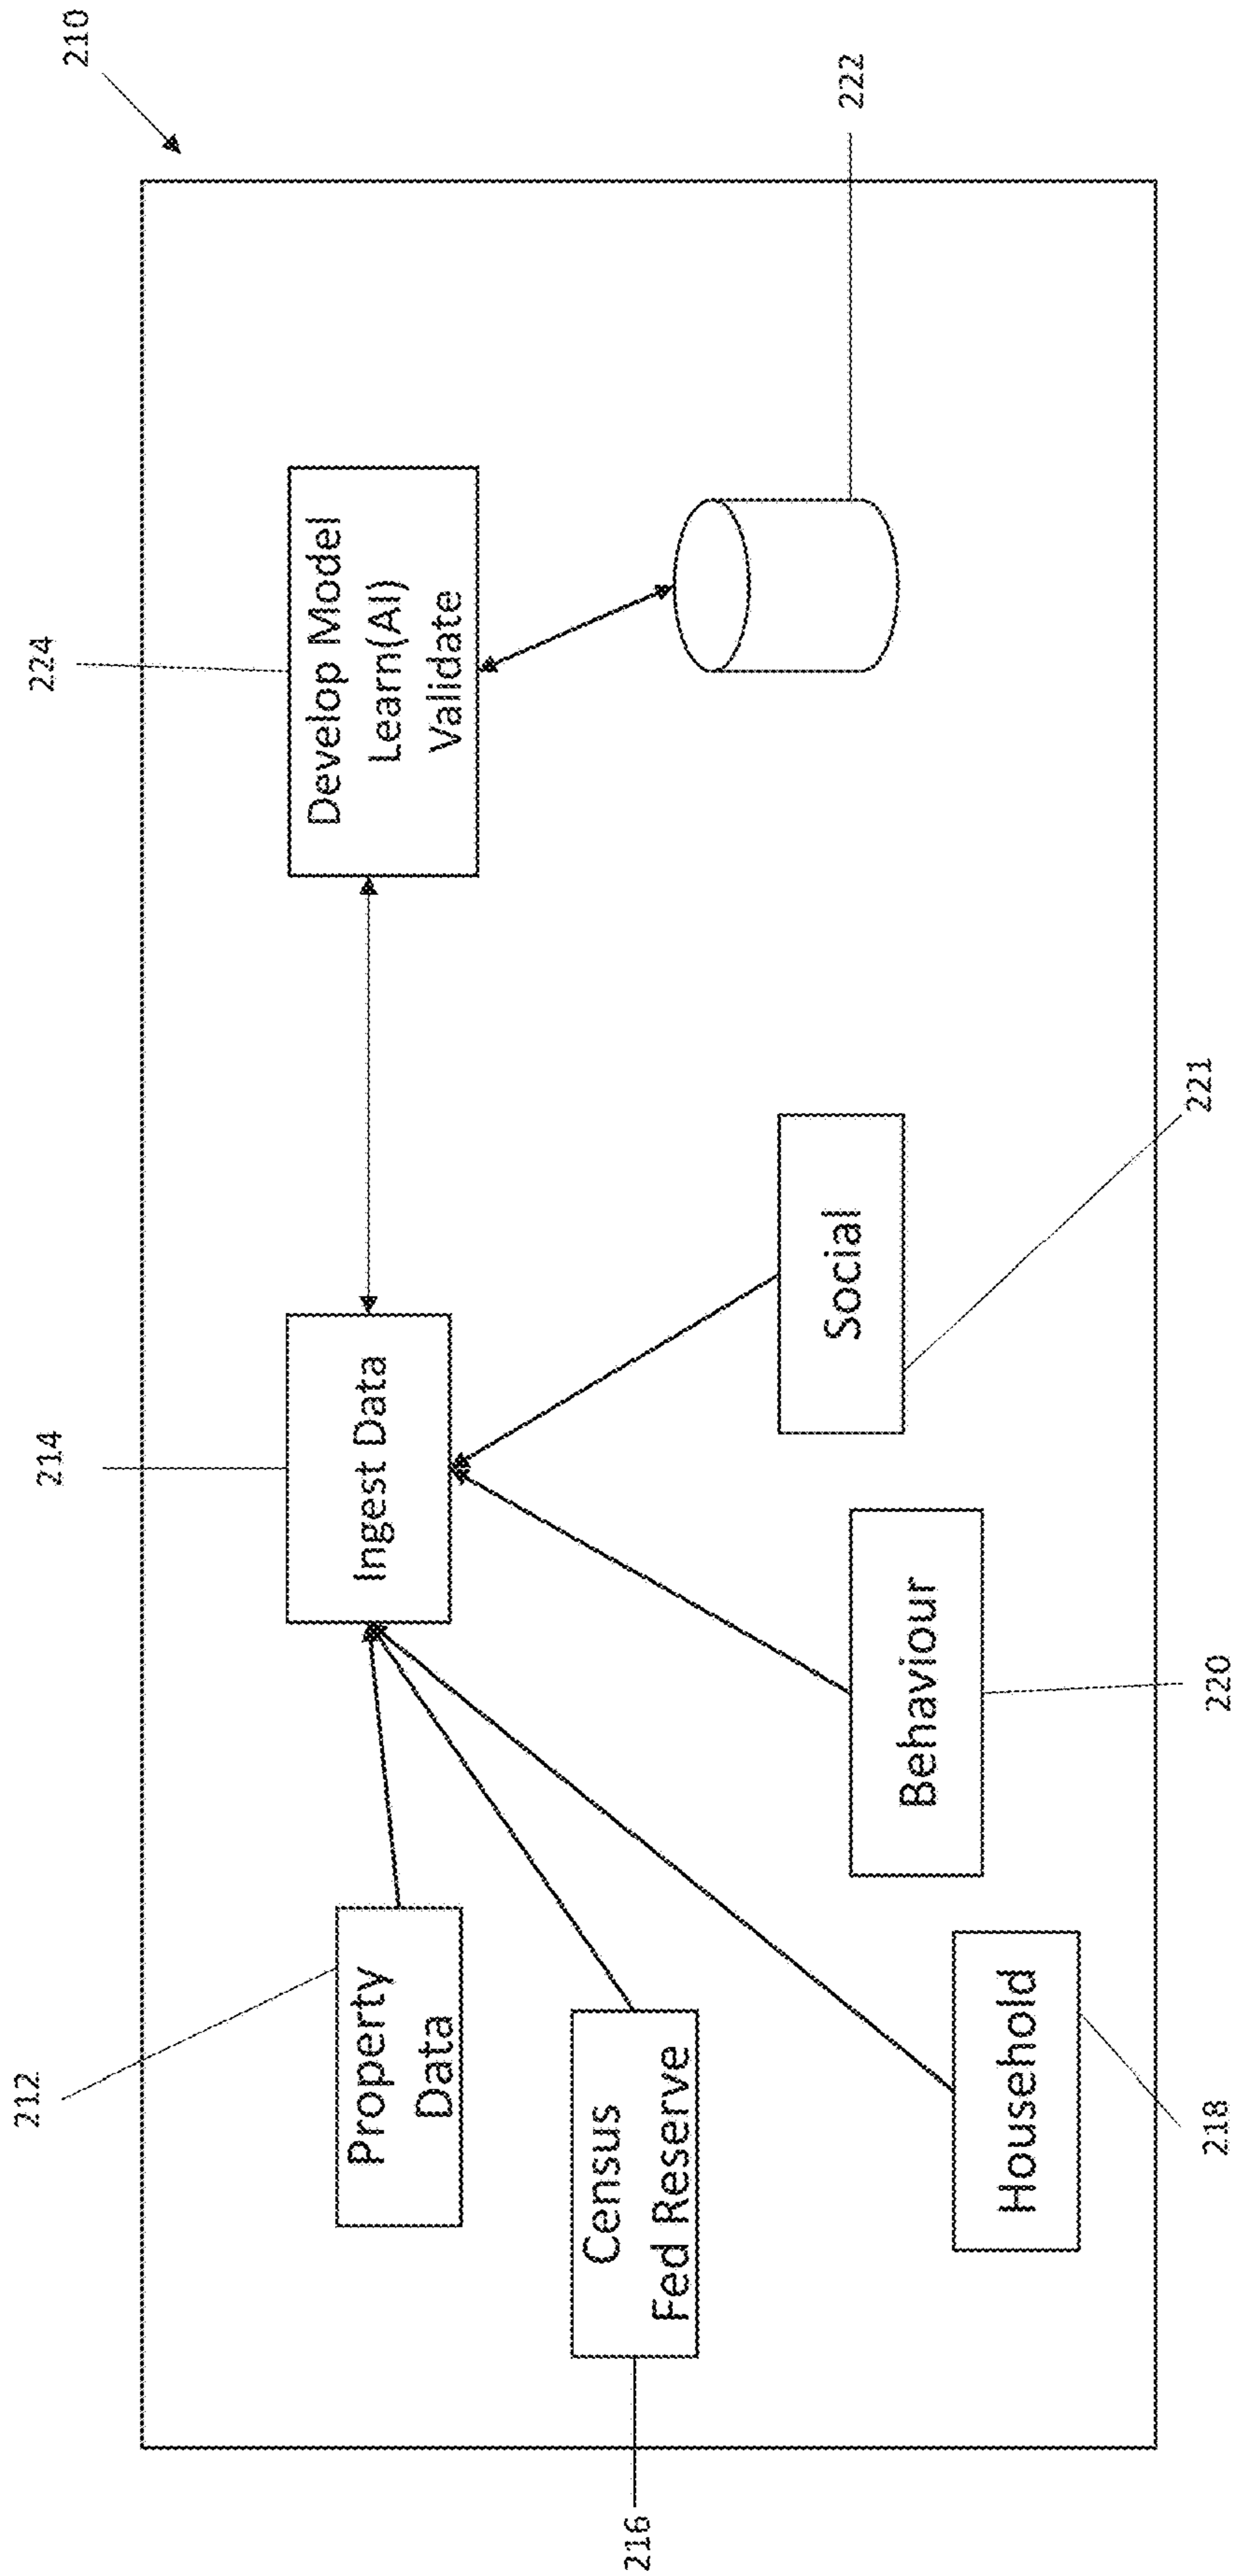 210
212
214
224
Property
Data
Ingest Data
Develop Model
Learn(AI)
Validate
216
Census
Fed Reserve
Household
Behaviour
Social
222
218
220
221